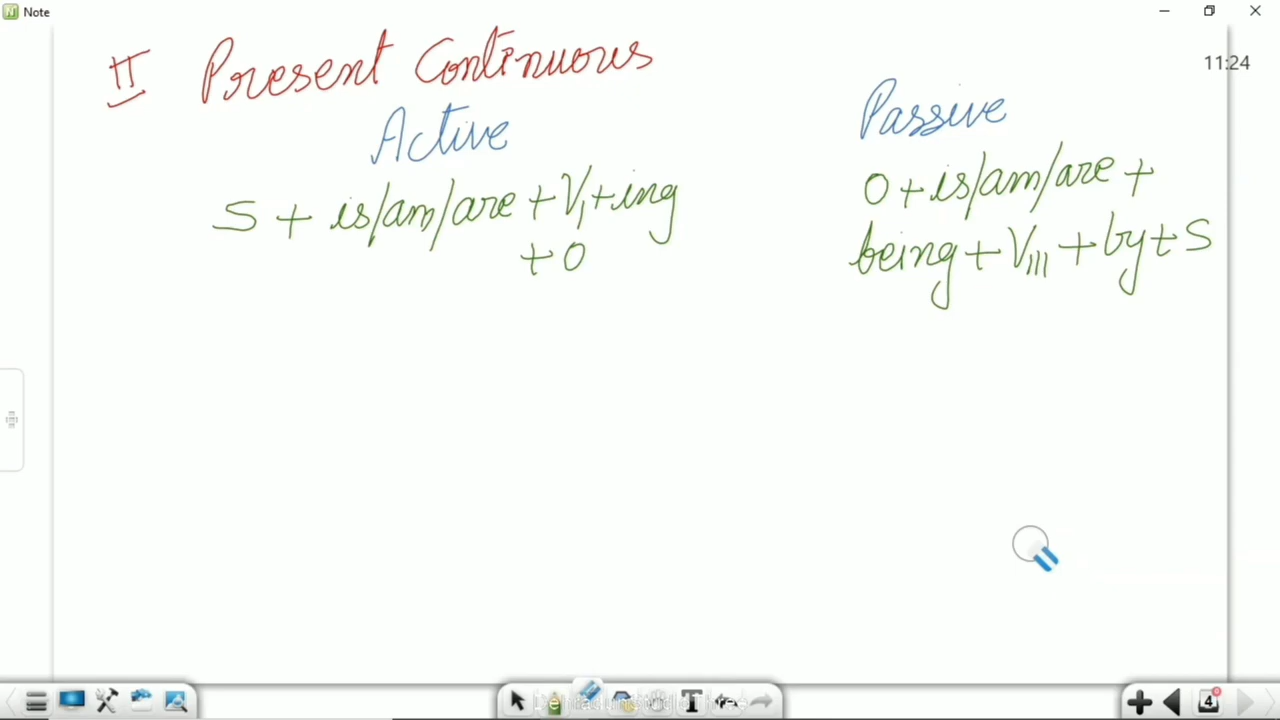 Note
11:24
II Present Continuous
Active
S + is/am/are + V₁ + ing
+ O
Passive
O + is/am/are +
being + VIII + by + S
4